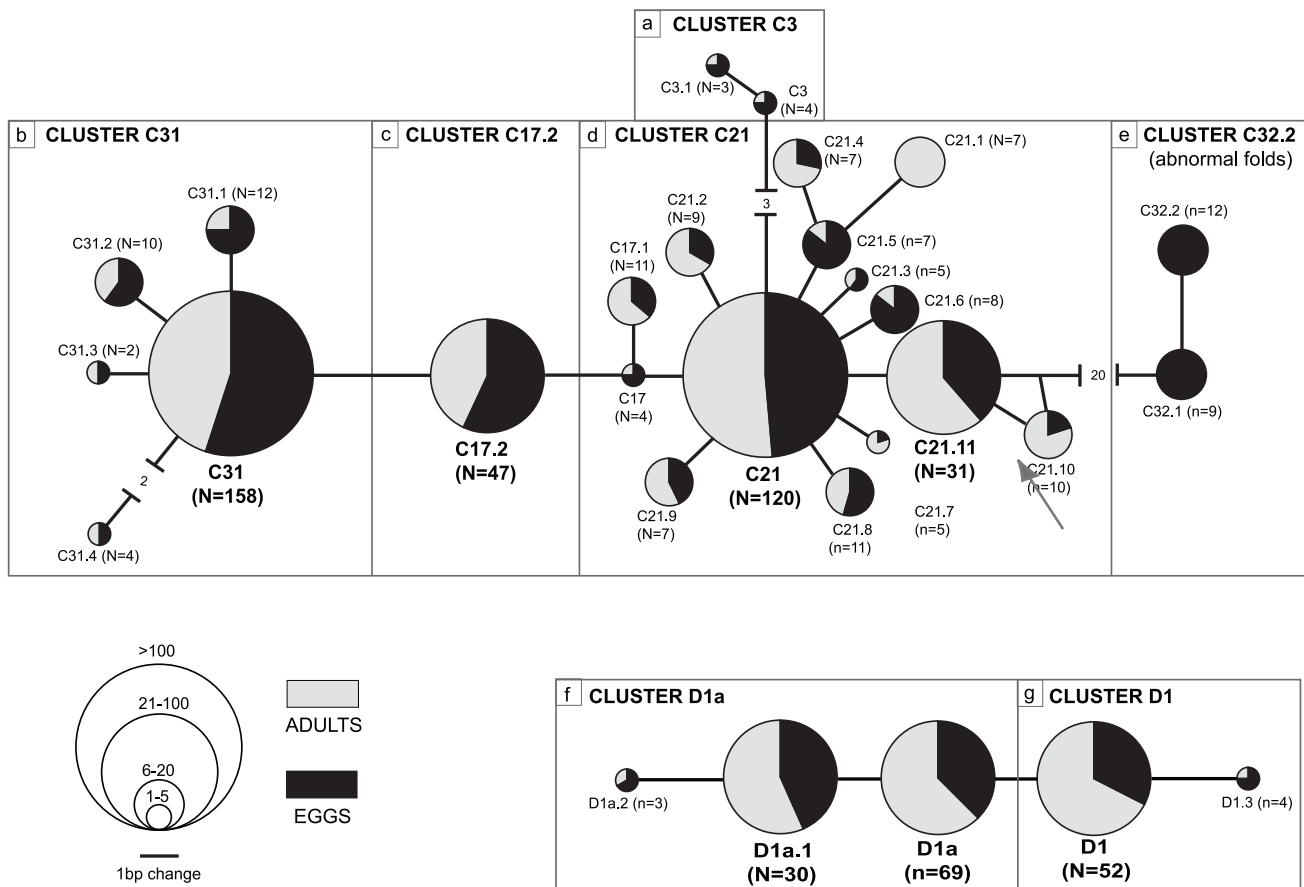 a CLUSTER C3
C3.1 (N=3)
C3
(N=4)
b CLUSTER C31
C31.1 (N=12)
C31.2 (N=10)
C31.3 (N=2)
2
C31.4 (N=4)
C31
(N=158)
c CLUSTER C17.2
C17.2
(N=47)
d CLUSTER C21
3
C21.4
(N=7)
C21.1 (N=7)
C21.2
(N=9)
C21.5 (n=7)
C17.1
(N=11)
C21.3 (n=5)
C21.6 (n=8)
C17
(N=4)
C21
(N=120)
C21.11
(N=31)
C21.10
(n=10)
C21.9
(N=7)
C21.8
(n=11)
C21.7
(n=5)
20
e CLUSTER C32.2
(abnormal folds)
C32.2 (n=12)
C32.1 (n=9)
>100
21-100
6-20
1-5
1bp change
ADULTS
EGGS
f CLUSTER D1a
D1a.2 (n=3)
D1a.1
(N=30)
D1a
(n=69)
g CLUSTER D1
D1
(N=52)
D1.3 (n=4)